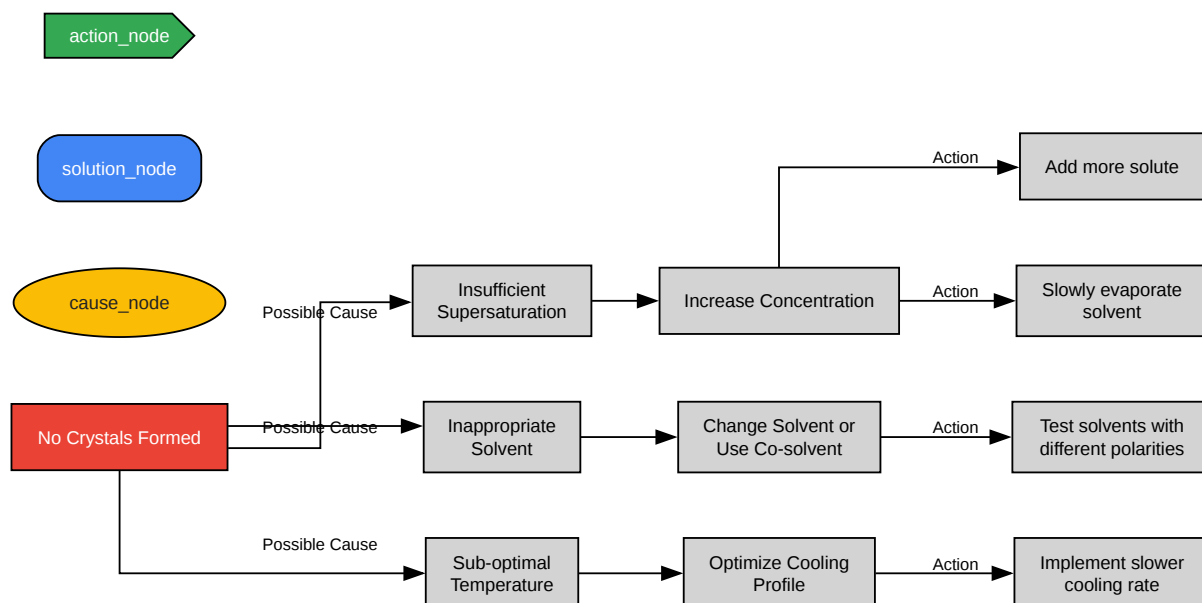 action_node
solution_node
Action
Add more solute
cause_node
Possible Cause
Insufficient
Supersaturation
Increase Concentration
Action
Slowly evaporate
solvent
No Crystals Formed
Possible Cause
Inappropriate
Solvent
Change Solvent or
Use Co-solvent
Action
Test solvents with
different polarities
Possible Cause
Sub-optimal
Temperature
Optimize Cooling
Profile
Action
Implement slower
cooling rate